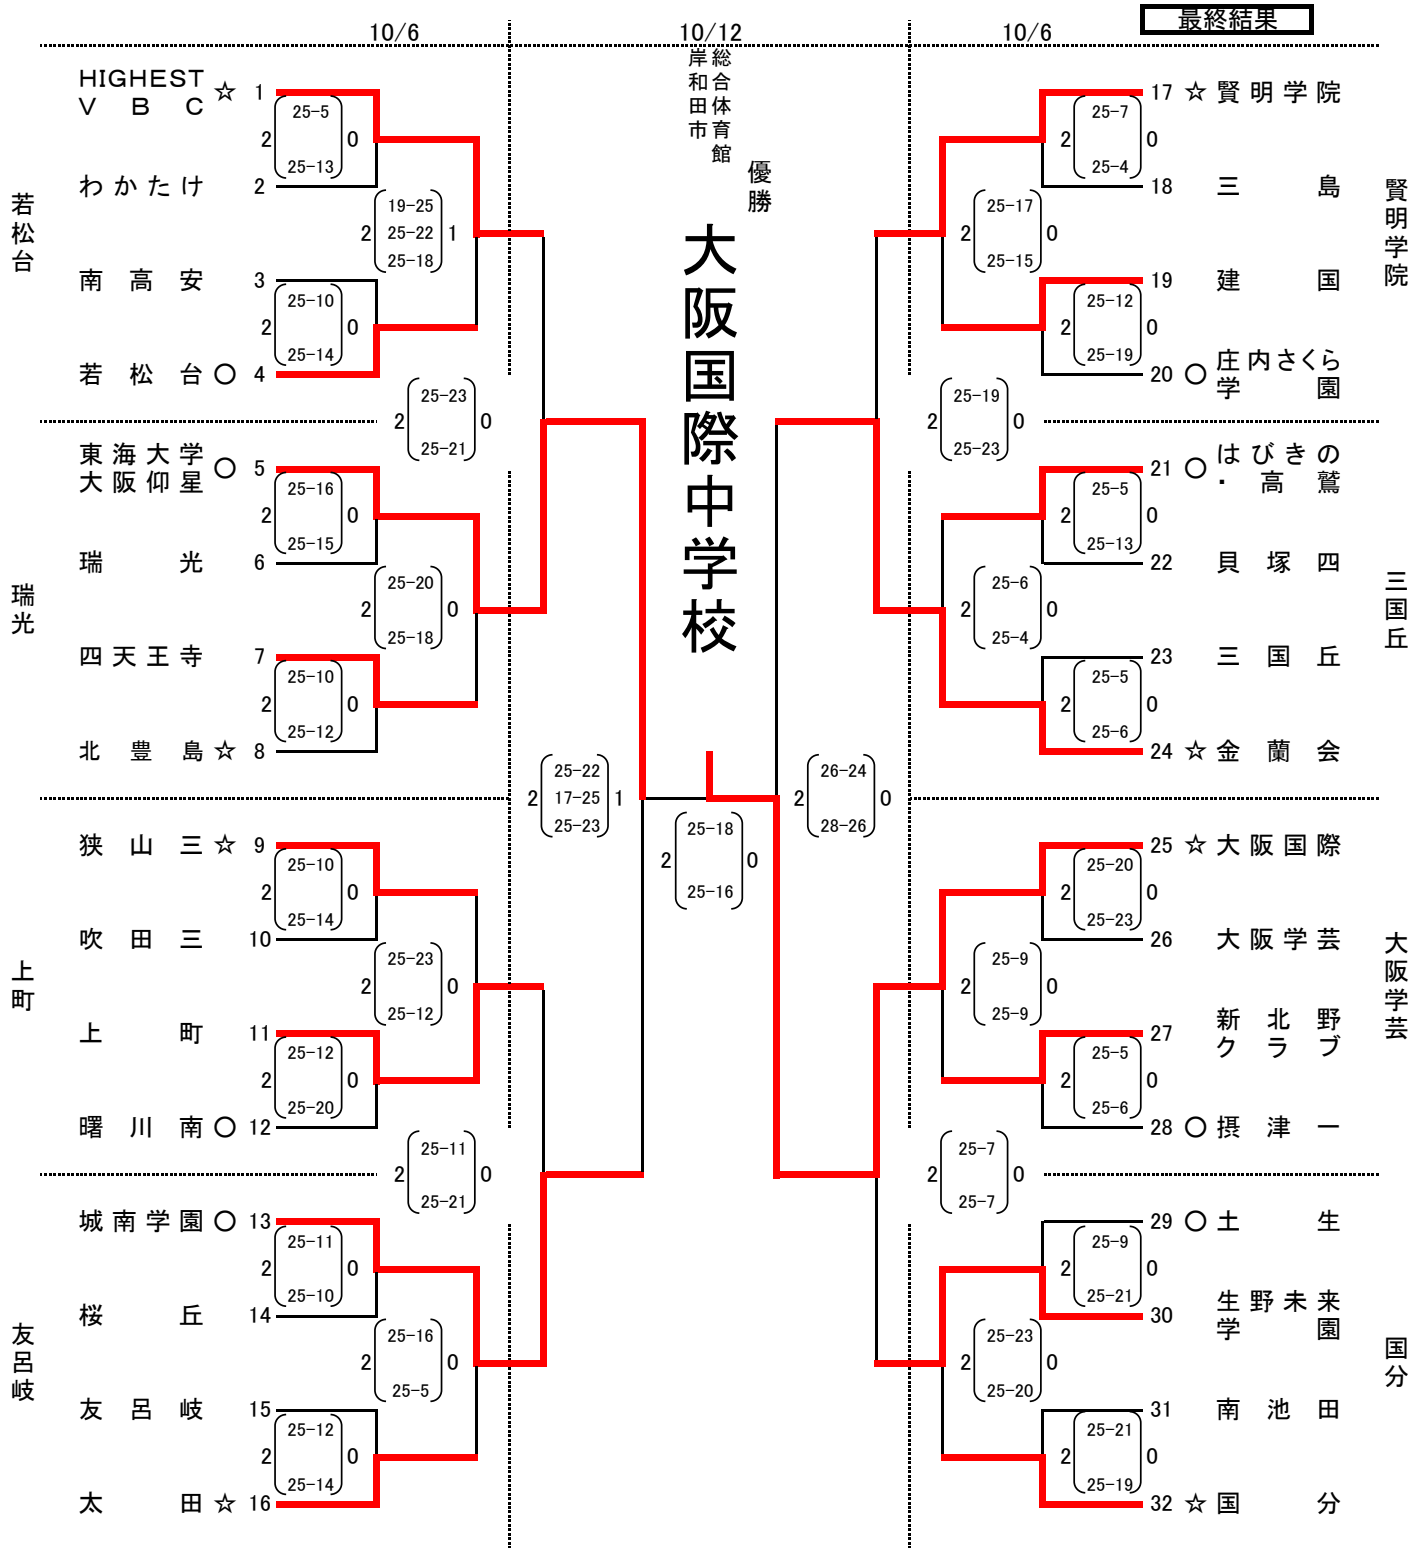 最終結果
10/6
10/12
10/6
岸和田市
総合体育館
優勝
大阪国際中学校
若松台
HIGHEST
V B C ☆ 1
25-5
2 0
25-13
わかたけ 2
19-25
2 25-22 1
25-18
南高安 3
25-10
2 0
25-14
若松台 ○ 4
25-23
2 0
25-21
瑞光
東海大学
大阪仰星 ○ 5
25-16
2 0
25-15
瑞光 6
25-20
2 0
25-18
四天王寺 7
25-10
2 0
25-12
北豊島 ☆ 8
25-22
2 17-25 1
25-23
上町
狭山三 ☆ 9
25-10
2 0
25-14
吹田三 10
25-23
2 0
25-12
上町 11
25-12
2 0
25-20
曙川南 ○ 12
25-11
2 0
25-21
友呂岐
城南学園 ○ 13
25-11
2 0
25-10
桜丘 14
25-16
2 0
25-5
友呂岐 15
25-12
2 0
25-14
太田 ☆ 16
25-18
2 0
25-16
賢明学院
17 ☆ 賢明学院
25-7
2 0
25-4
18 三島
25-17
2 0
25-15
19 建国
25-12
2 0
25-19
20 ○ 庄内さくら
学園
25-19
2 0
25-23
三国丘
21 ○ はびきの
・高鷲
25-5
2 0
25-13
22 貝塚四
25-6
2 0
25-4
23 三国丘
25-5
2 0
25-6
24 ☆ 金蘭会
26-24
2 0
28-26
大阪学芸
25 ☆ 大阪国際
25-20
2 0
25-23
26 大阪学芸
25-9
2 0
25-9
27 新北野
クラブ
25-5
2 0
25-6
28 ○ 摂津一
25-7
2 0
25-7
国分
29 ○ 土生
25-9
2 0
25-21
30 生野未来
学園
25-23
2 0
25-20
31 南池田
25-21
2 0
25-19
32 ☆ 国分